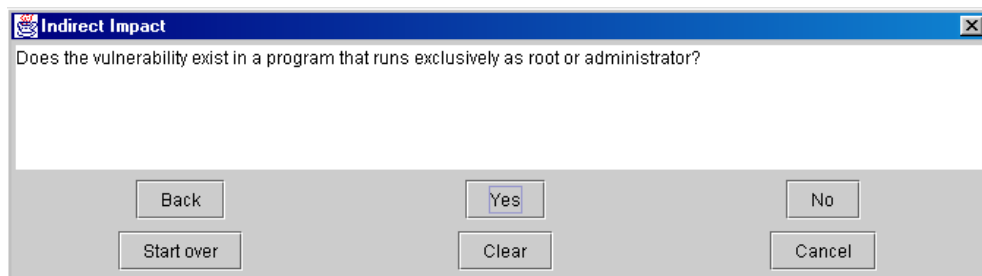 Indirect Impact
Does the vulnerability exist in a program that runs exclusively as root or administrator?
Back Yes No
Start over Clear Cancel